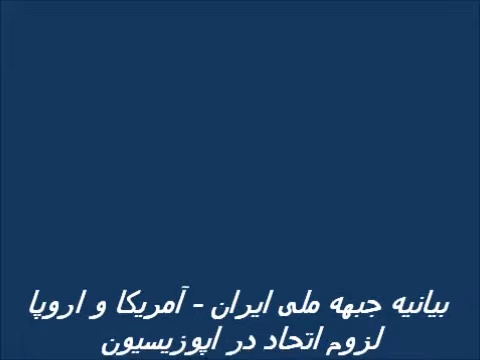 بیانیه جبهه ملی ایران - آمریکا و اروپا
لزوم اتحاد در اپوزیسیون